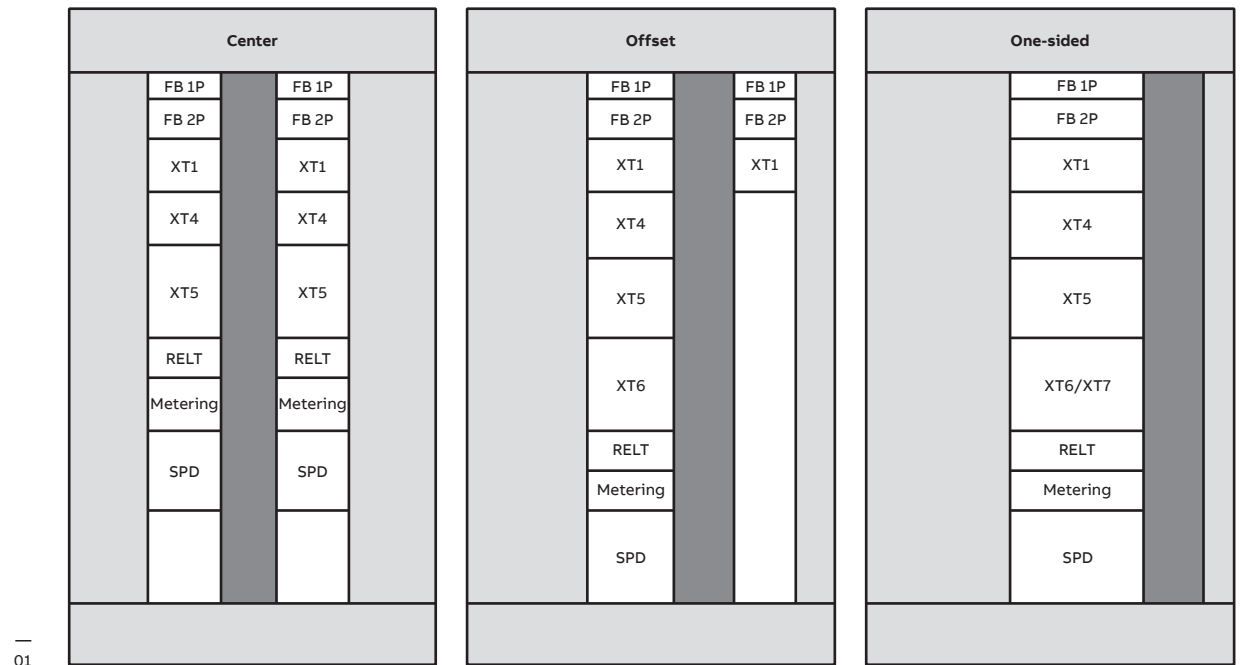 Center
FB 1P
FB 1P
FB 2P
FB 2P
XT1
XT1
XT4
XT4
XT5
XT5
RELT
RELT
Metering
Metering
SPD
SPD
Offset
FB 1P
FB 1P
FB 2P
FB 2P
XT1
XT1
XT4
XT5
XT6
RELT
Metering
SPD
One-sided
FB 1P
FB 2P
XT1
XT4
XT5
XT6/XT7
RELT
Metering
SPD
—
01